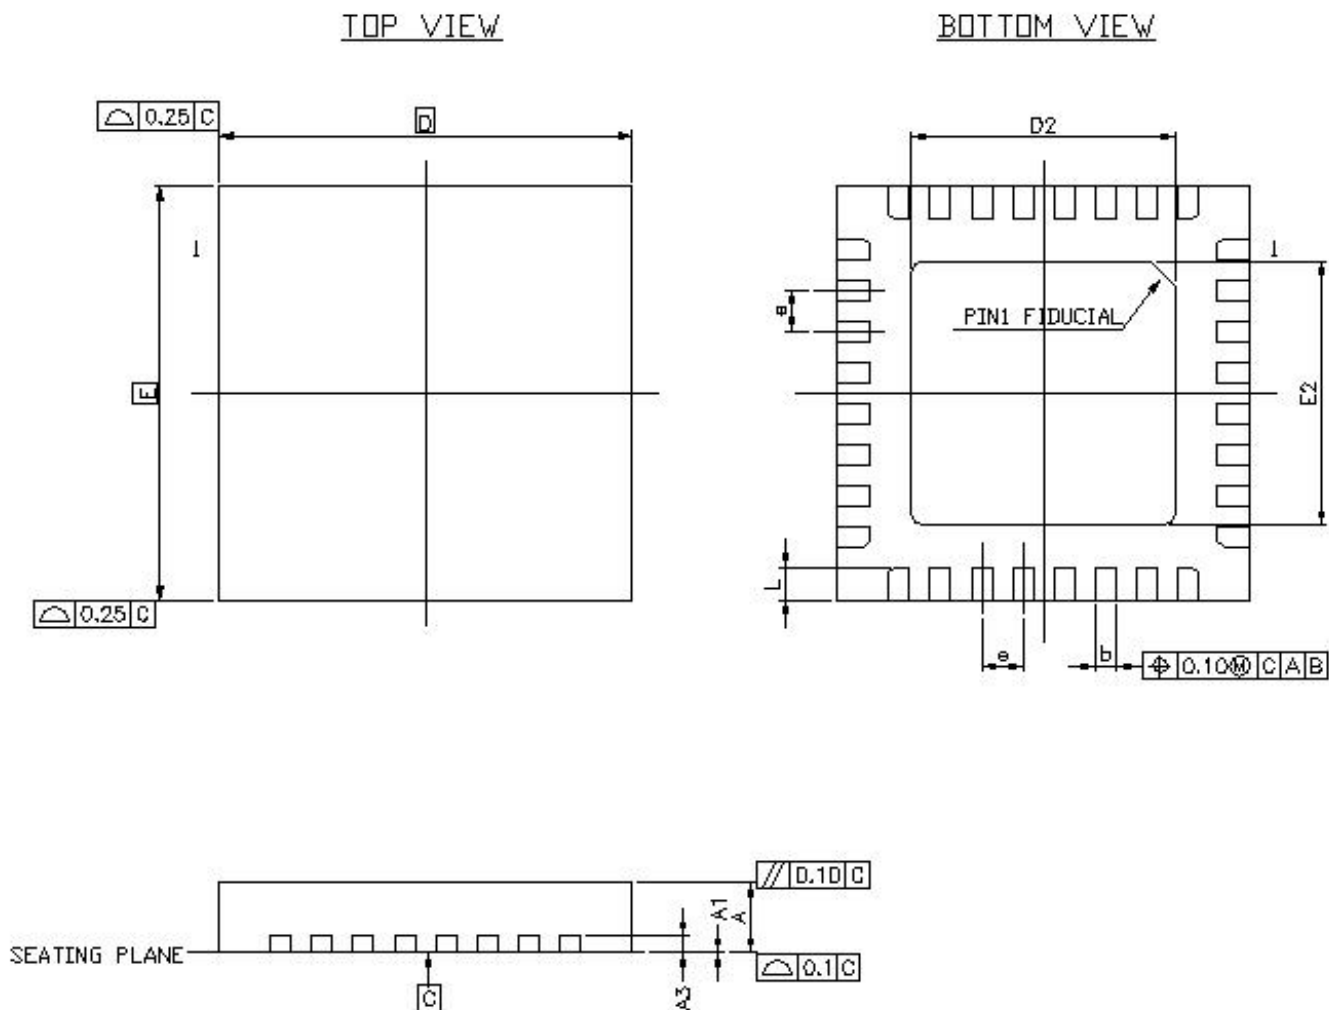 TOP VIEW
BOTTOM VIEW
⌓ 0.25 C
D
D2
1
1
e
PIN1 FIDUCIAL
E
E2
L
⌓ 0.25 C
e
b
⌖ 0.10Ⓜ C A B
// 0.10 C
A1
A
SEATING PLANE
⌓ 0.1 C
C
A3